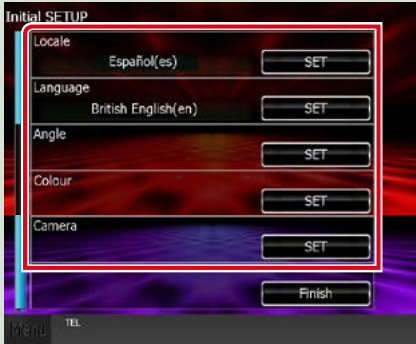 Initial SETUP
Locale
Español(es) SET
Language
British English(en) SET
Angle
SET
Colour
SET
Camera
SET
Finish
Menu TEL